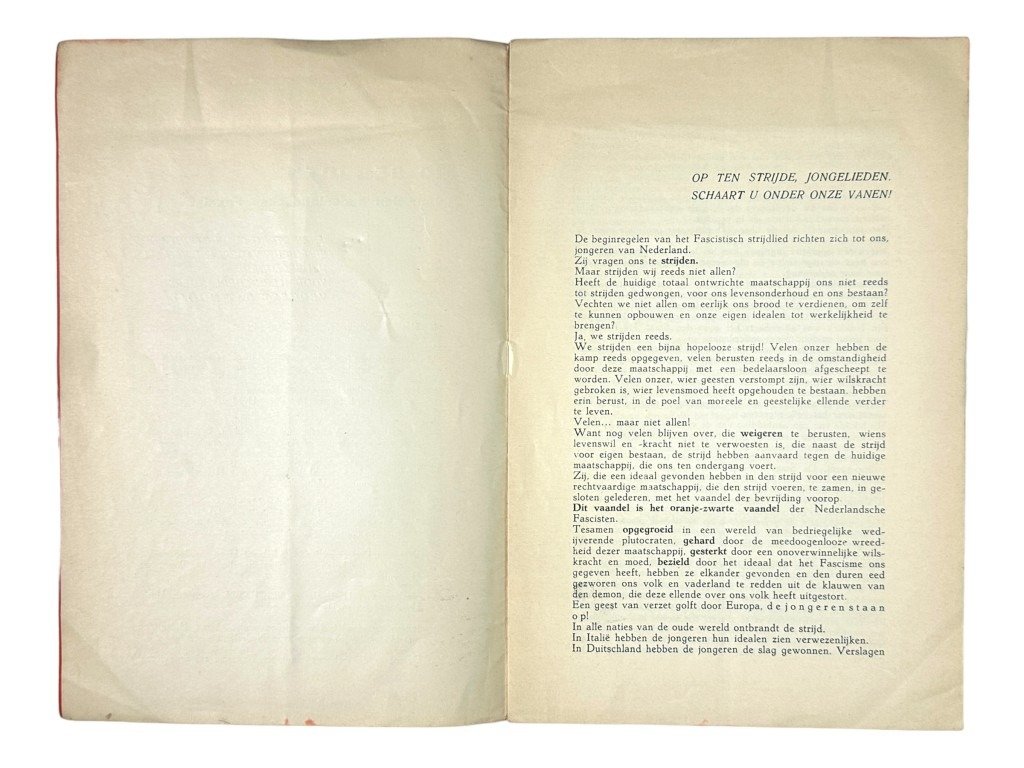 OP TEN STRIJDE, JONGELIEDEN.
SCHAART U ONDER ONZE VANEN!
De beginregelen van het Fascistisch strijdlied richten zich tot ons,
jongeren van Nederland.
Zij vragen ons te strijden.
Maar strijden wij reeds niet allen?
Heeft de huidige totaal ontwrichte maatschappij ons niet reeds
tot strijden gedwongen, voor ons levensonderhoud en ons bestaan?
Vechten we niet allen om eerlijk ons brood te verdienen, om zelf
te kunnen opbouwen en onze eigen idealen tot werkelijkheid te
brengen?
Ja, we strijden reeds.
We strijden een bijna hopelooze strijd! Velen onzer hebben de
kamp reeds opgegeven, velen berusten reeds in de omstandigheid
door deze maatschappij met een bedelaarsloon afgescheept te
worden. Velen onzer, wier geesten verstompt zijn, wier wilskracht
gebroken is, wier levensmoed heeft opgehouden te bestaan, hebben
erin berust, in de poel van moreele en geestelijke ellende verder
te leven.
Velen... maar niet allen!
Want nog velen blijven over, die weigeren te berusten, wiens
levenswil en -kracht niet te verwoesten is, die naast de strijd
voor eigen bestaan, de strijd hebben aanvaard tegen de huidige
maatschappij, die ons ten ondergang voert.
Zij, die een ideaal gevonden hebben in den strijd voor een nieuwe
rechtvaardige maatschappij, die den strijd voeren, te zamen, in ge-
sloten gelederen, met het vaandel der bevrijding voorop.
Dit vaandel is het oranje-zwarte vaandel der Nederlandsche
Fascisten.
Tesamen opgegroeid in een wereld van bedriegelijke wed-
ijverende plutocraten, gehard door de meedoogenlooze wreed-
heid dezer maatschappij, gesterkt door een onoverwinnelijke wils-
kracht en moed, bezield door het ideaal dat het Fascisme ons
gegeven heeft, hebben ze elkander gevonden en den duren eed
gezworen ons volk en vaderland te redden uit de klauwen van
den demon, die deze ellende over ons volk heeft uitgestort.
Een geest van verzet golft door Europa, de jongeren staan
op!
In alle naties van de oude wereld ontbrandt de strijd.
In Italië hebben de jongeren hun idealen zien verwezenlijken.
In Duitschland hebben de jongeren de slag gewonnen. Verslagen